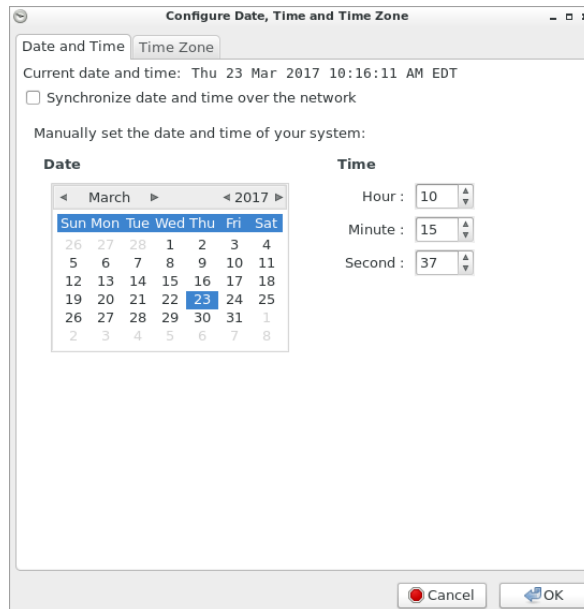 Configure Date, Time and Time Zone
Date and Time Time Zone
Current date and time: Thu 23 Mar 2017 10:16:11 AM EDT
Synchronize date and time over the network
Manually set the date and time of your system:
Date
March 2017
Sun Mon Tue Wed Thu Fri Sat
26 27 28 1 2 3 4
5 6 7 8 9 10 11
12 13 14 15 16 17 18
19 20 21 22 23 24 25
26 27 28 29 30 31 1
2 3 4 5 6 7 8
Time
Hour : 10
Minute : 15
Second : 37
Cancel OK